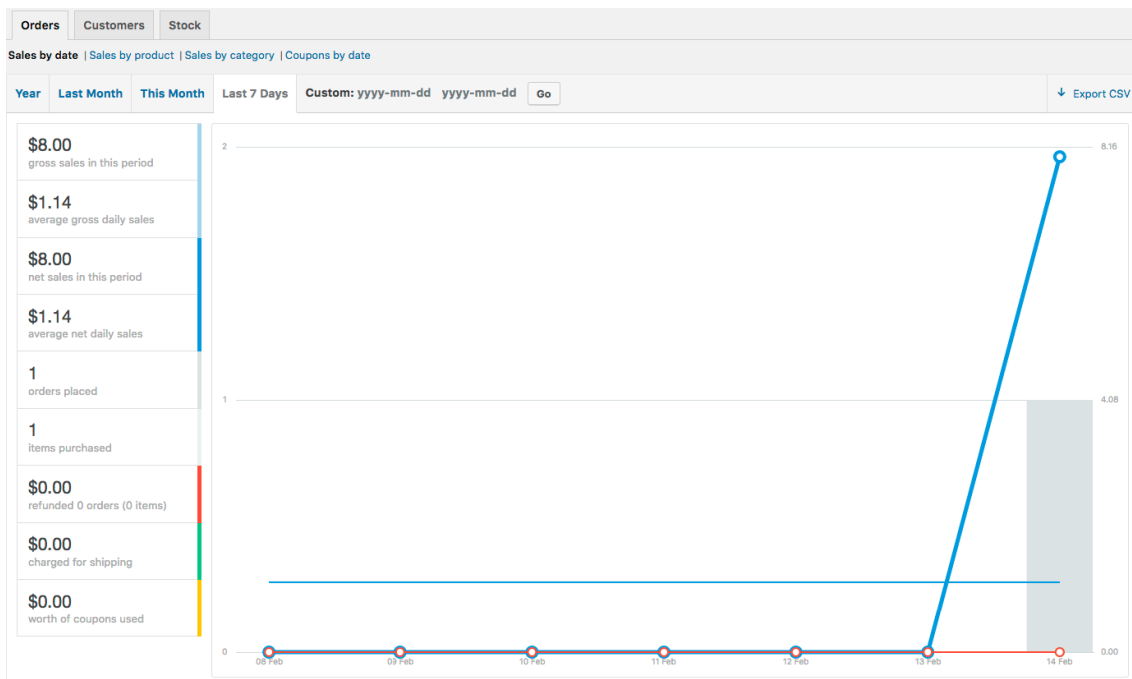 Orders Customers Stock
Sales by date | Sales by product | Sales by category | Coupons by date
Year Last Month This Month Last 7 Days Custom: yyyy-mm-dd yyyy-mm-dd Go Export CSV
$8.00
gross sales in this period
$1.14
average gross daily sales
$8.00
net sales in this period
$1.14
average net daily sales
1
orders placed
1
items purchased
$0.00
refunded 0 orders (0 items)
$0.00
charged for shipping
$0.00
worth of coupons used
2 8.16
1 4.08
0 0.00
08 Feb 09 Feb 10 Feb 11 Feb 12 Feb 13 Feb 14 Feb